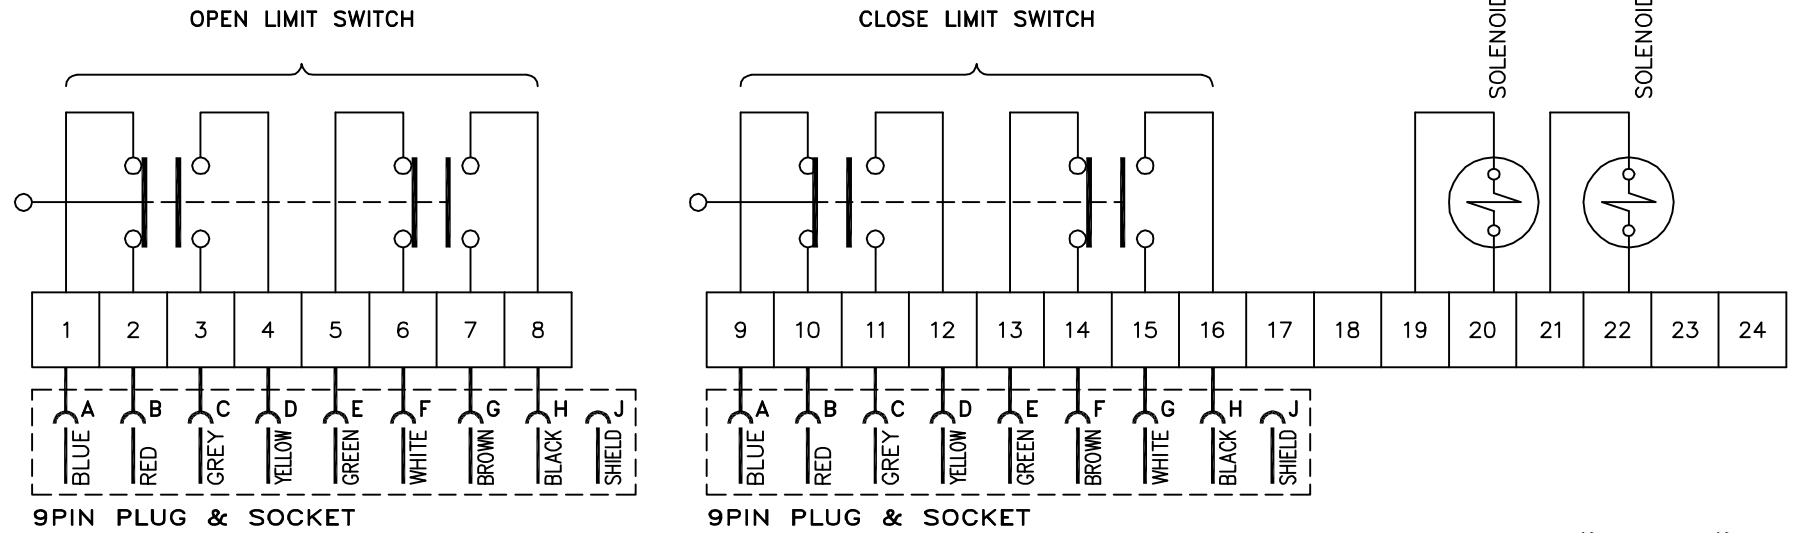 OPEN LIMIT SWITCH
CLOSE LIMIT SWITCH
SOLENOID
SOLENOID
1 2 3 4 5 6 7 8
9 10 11 12 13 14 15 16 17 18 19 20 21 22 23 24
A B C D E F G H J
BLUE RED GREY YELLOW GREEN WHITE BROWN BLACK SHIELD
9PIN PLUG & SOCKET
A B C D E F G H J
BLUE RED GREY YELLOW GREEN BROWN WHITE BLACK SHIELD
9PIN PLUG & SOCKET